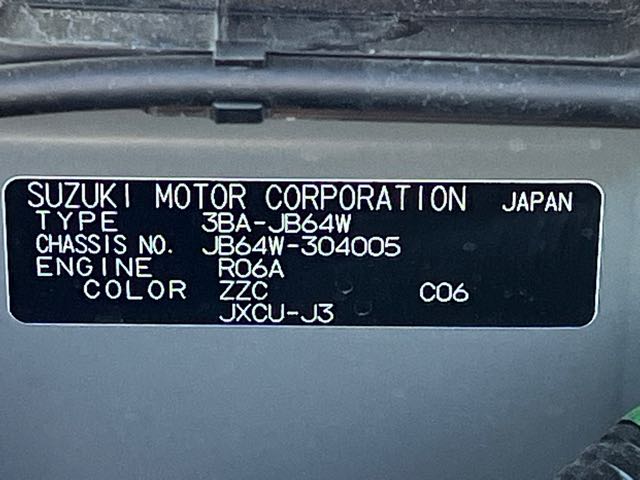 SUZUKI MOTOR CORPORATION JAPAN
TYPE 3BA-JB64W
CHASSIS NO. JB64W-304005
ENGINE R06A
COLOR ZZC C06
JXCU-J3